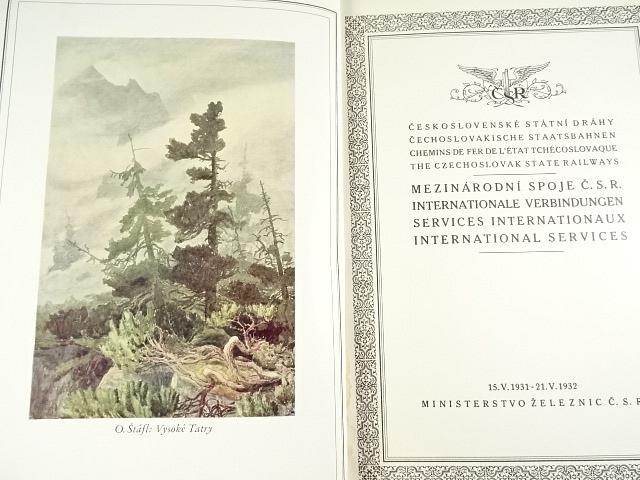 O. Štáfl: Vysoké Tatry
ČSR
ČESKOSLOVENSKÉ STÁTNÍ DRÁHY
ČECHOSLOVAKISCHE STAATSBAHNEN
CHEMINS DE FER DE L'ÉTAT TCHÉCOSLOVAQUE
THE CZECHOSLOVAK STATE RAILWAYS
MEZINÁRODNÍ SPOJE Č. S. R.
INTERNATIONALE VERBINDUNGEN
SERVICES INTERNATIONAUX
INTERNATIONAL SERVICES
15. V. 1931 - 21. V. 1932
MINISTERSTVO ŽELEZNIC Č. S. R